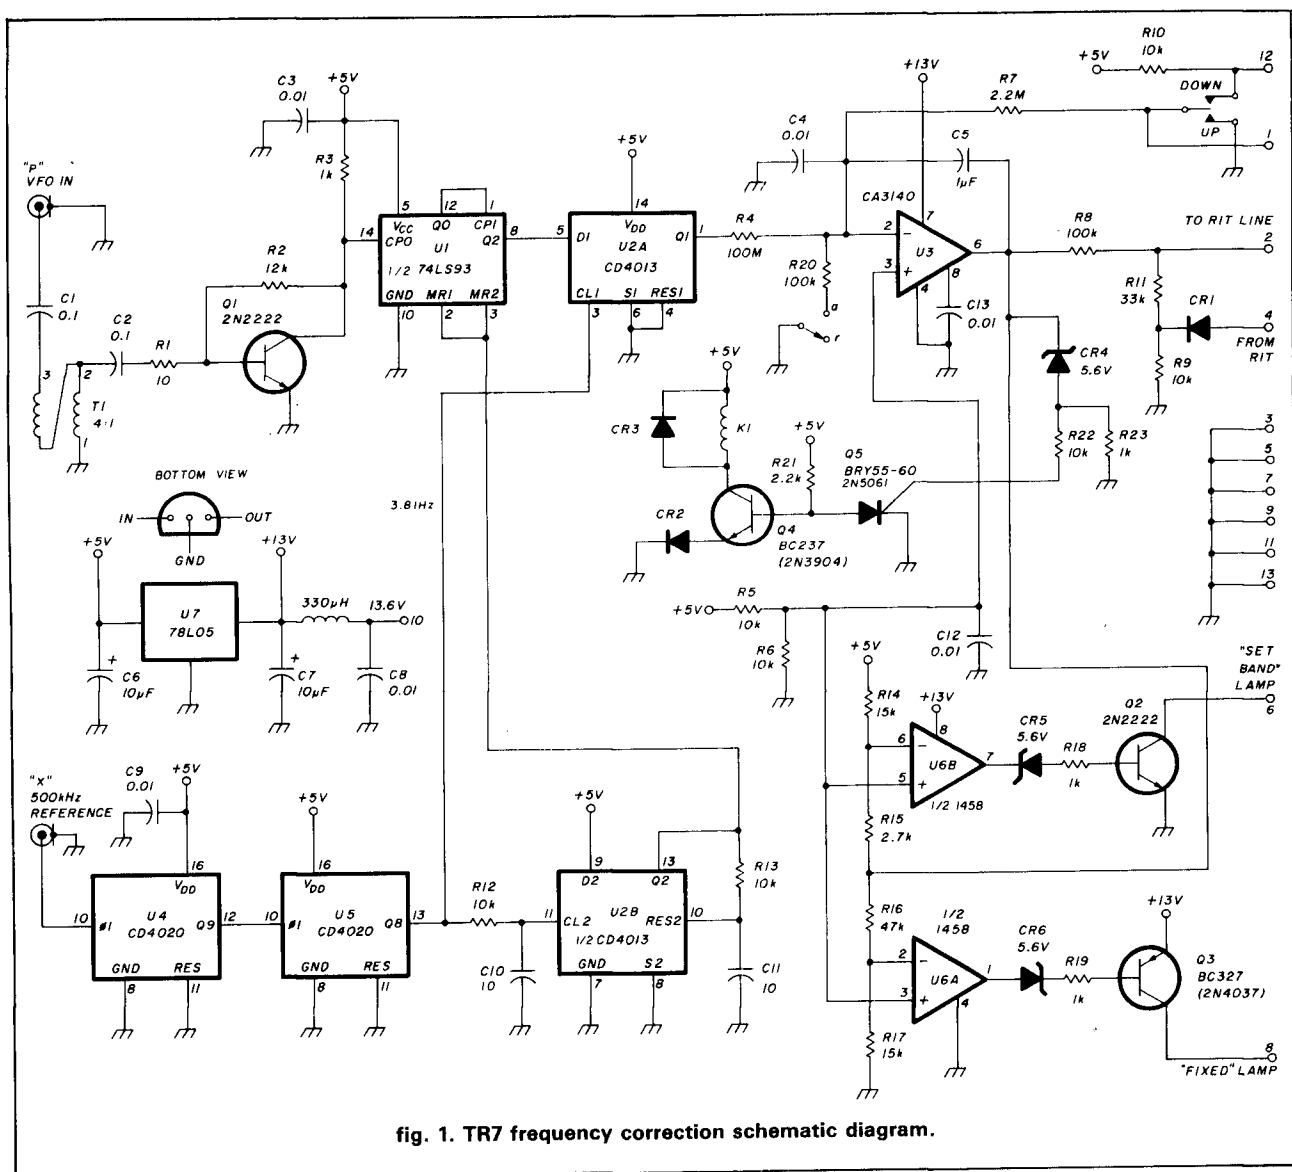 "P"
VFO IN
C1
0.1
3
2
T1
4:1
1
C2
0.1
R1
10
Q1
2N2222
R2
12k
C3
0.01
+5V
R3
1k
14
5
12
1
VCC
Q0
CP1
CP0
Q2
8
U1
1/2 74LS93
GND
MR1
MR2
10
2
3
+5V
14
5
D1
VDD
Q1
1
U2A
CD4013
CL1
S1
RES1
3
6
4
R4
100M
R20
100k
a
r
C4
0.01
C5
1µF
R7
2.2M
+13V
CA3140
7
2
−
U3
3
+
6
8
4
C13
0.01
+5V
R10
10k
12
DOWN
UP
1
R8
100k
TO RIT LINE
2
R11
33k
CR1
4
FROM
RIT
R9
10k
CR4
5.6V
R22
10k
R23
1k
3
5
7
9
11
13
+5V
CR3
K1
+5V
R21
2.2k
Q5
BRY55-60
2N5061
CR2
Q4
BC237
(2N3904)
3.81Hz
BOTTOM VIEW
IN
OUT
GND
+5V
U7
78L05
+13V
330µH
13.6V
10
+
C6
10µF
+
C7
10µF
C8
0.01
+5V
R5
10k
R6
10k
C12
0.01
+5V
R14
15k
+13V
8
6
−
U6B
5
+
7
1/2 1458
CR5
5.6V
R18
1k
Q2
2N2222
"SET
BAND"
LAMP
6
R15
2.7k
R16
47k
1/2
1458
2
−
U6A
3
+
1
4
CR6
5.6V
R19
1k
+13V
Q3
BC327
(2N4037)
8
"FIXED" LAMP
R17
15k
"X"
500kHz
REFERENCE
C9
0.01
+5V
16
VDD
10
ø1
U4
CD4020
Q9
12
GND
RES
8
11
+5V
16
VDD
10
ø1
U5
CD4020
Q8
13
GND
RES
8
11
R12
10k
C10
10
+5V
9
13
D2
Q2
11
CL2
U2B
RES2
10
1/2 CD4013
GND
S2
7
8
R13
10k
C11
10
fig. 1. TR7 frequency correction schematic diagram.